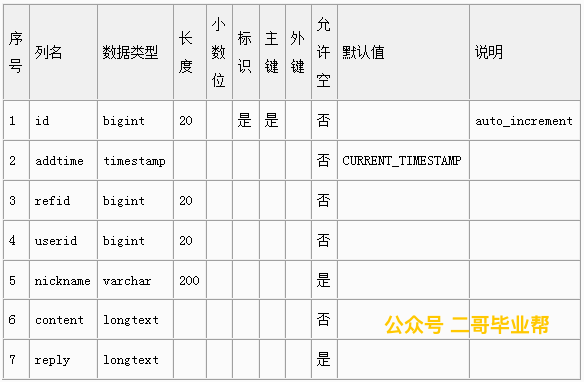 序号 列名 数据类型 长度 小数位 标识 主键 外键 允许空 默认值 说明
1 id bigint 20 是 是 否 auto_increment
2 addtime timestamp 否 CURRENT_TIMESTAMP
3 refid bigint 20 否
4 userid bigint 20 否
5 nickname varchar 200 是
6 content longtext 否
公众号 二哥毕业帮
7 reply longtext 是